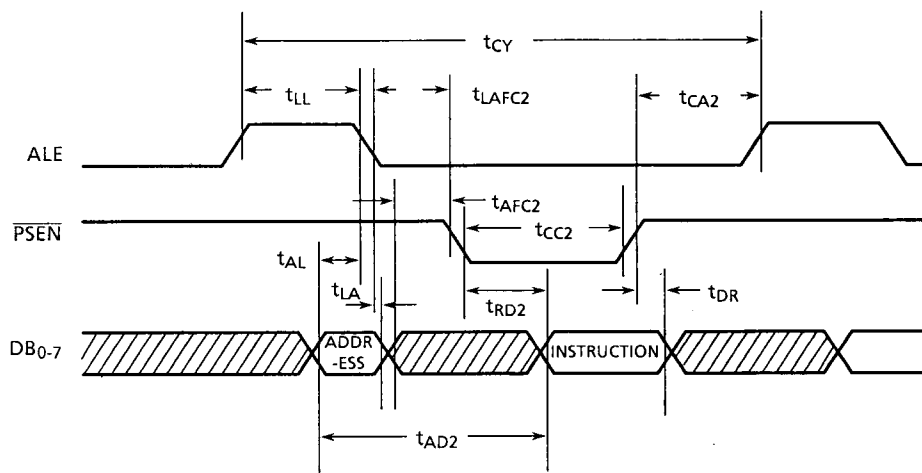 tCY
tLL
tLAFC2
tCA2
ALE
tAFC2
PSEN
tCC2
tAL
tLA
tRD2
tDR
DB0-7
ADDR
-ESS
INSTRUCTION
tAD2